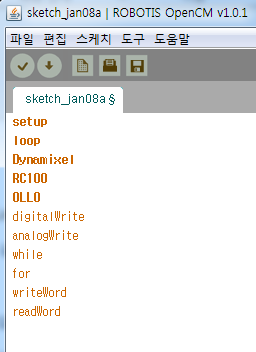 sketch_jan08a | ROBOTIS OpenCM v1.0.1
파일 편집 스케치 도구 도움말
sketch_jan08a §
setup
loop
Dynamixel
RC100
OLLO
digitalWrite
analogWrite
while
for
writeWord
readWord